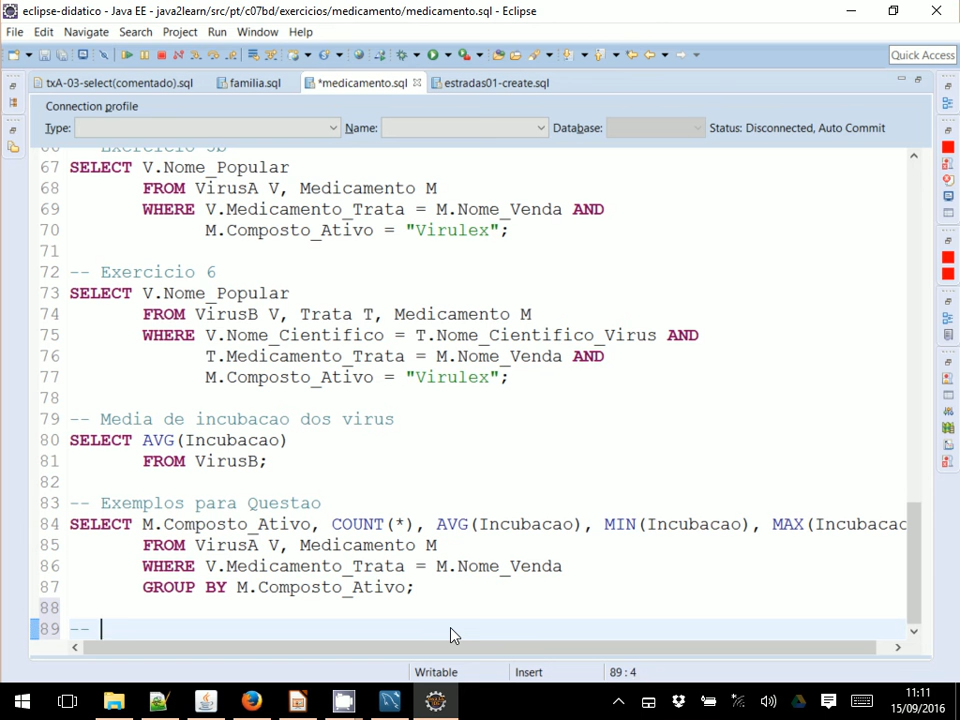 eclipse-didatico - Java EE - java2learn/src/pt/c07bd/exercicios/medicamento/medicamento.sql - Eclipse
File Edit Navigate Search Project Run Window Help
Quick Access
txA-03-select(comentado).sql familia.sql *medicamento.sql estradas01-create.sql
Connection profile
Type: Name: Database: Status: Disconnected, Auto Commit
66 -- Exercicio 5b
67 SELECT V.Nome_Popular
68 FROM VirusA V, Medicamento M
69 WHERE V.Medicamento_Trata = M.Nome_Venda AND
70 M.Composto_Ativo = "Virulex";
71
72 -- Exercicio 6
73 SELECT V.Nome_Popular
74 FROM VirusB V, Trata T, Medicamento M
75 WHERE V.Nome_Cientifico = T.Nome_Cientifico_Virus AND
76 T.Medicamento_Trata = M.Nome_Venda AND
77 M.Composto_Ativo = "Virulex";
78
79 -- Media de incubacao dos virus
80 SELECT AVG(Incubacao)
81 FROM VirusB;
82
83 -- Exemplos para Questao
84 SELECT M.Composto_Ativo, COUNT(*), AVG(Incubacao), MIN(Incubacao), MAX(Incubacao
85 FROM VirusA V, Medicamento M
86 WHERE V.Medicamento_Trata = M.Nome_Venda
87 GROUP BY M.Composto_Ativo;
88
89 --
Writable Insert 89 : 4
11:11
15/09/2016